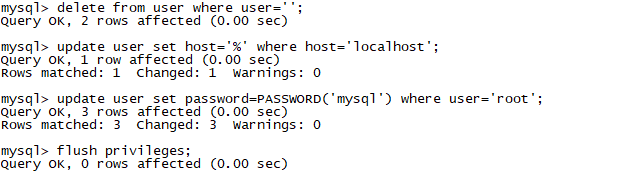 mysql> delete from user where user='';
Query OK, 2 rows affected (0.00 sec)
mysql> update user set host='%' where host='localhost';
Query OK, 1 row affected (0.00 sec)
Rows matched: 1  Changed: 1  Warnings: 0
mysql> update user set password=PASSWORD('mysql') where user='root';
Query OK, 3 rows affected (0.00 sec)
Rows matched: 3  Changed: 3  Warnings: 0
mysql> flush privileges;
Query OK, 0 rows affected (0.00 sec)